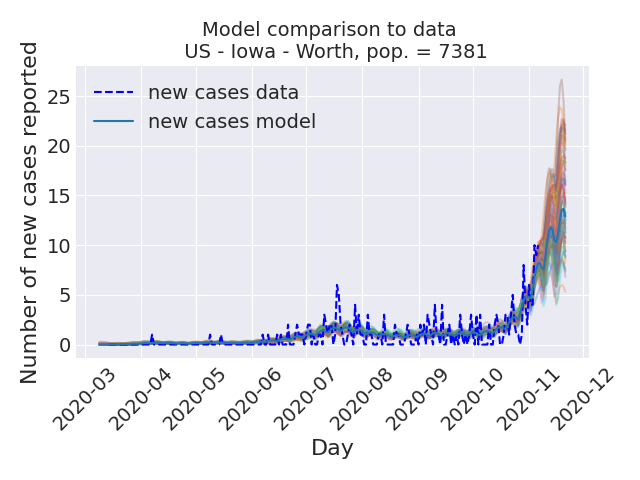 Model comparison to data
US - Iowa - Worth, pop. = 7381
Number of new cases reported
25
20
15
10
5
0
new cases data
new cases model
2020-03
2020-04
2020-05
2020-06
2020-07
2020-08
2020-09
2020-10
2020-11
2020-12
Day